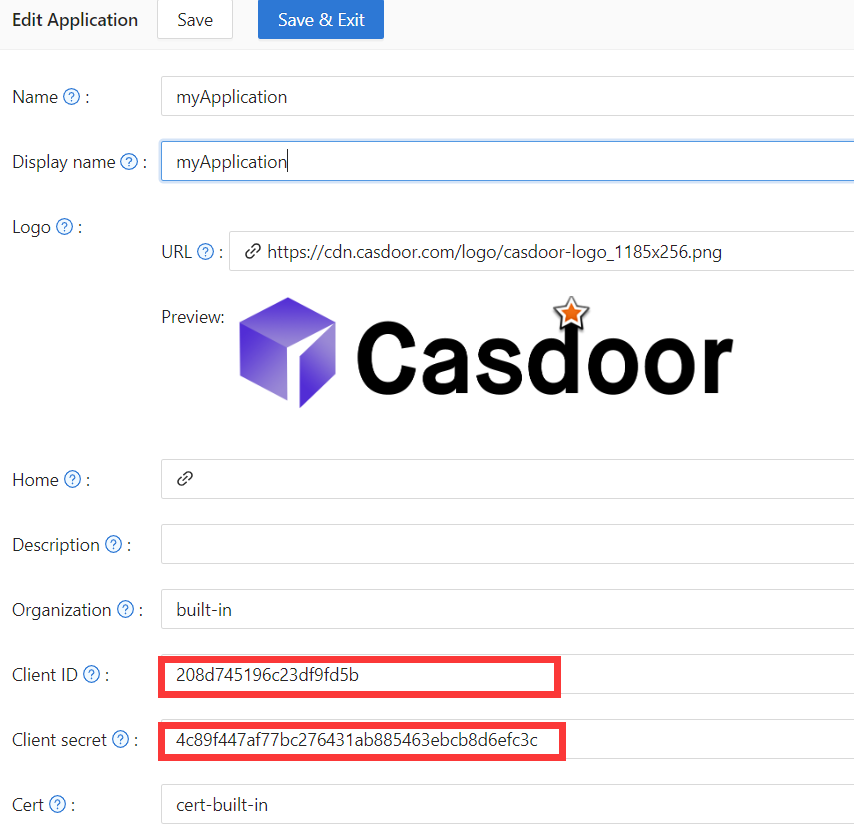 Edit Application Save Save & Exit
Name ? : myApplication
Display name ? : myApplication
Logo ? :
URL ? : https://cdn.casdoor.com/logo/casdoor-logo_1185x256.png
Preview: Casdoor
Home ? :
Description ? :
Organization ? : built-in
Client ID ? : 208d745196c23df9fd5b
Client secret ? : 4c89f447af77bc276431ab885463ebcb8d6efc3c
Cert ? : cert-built-in